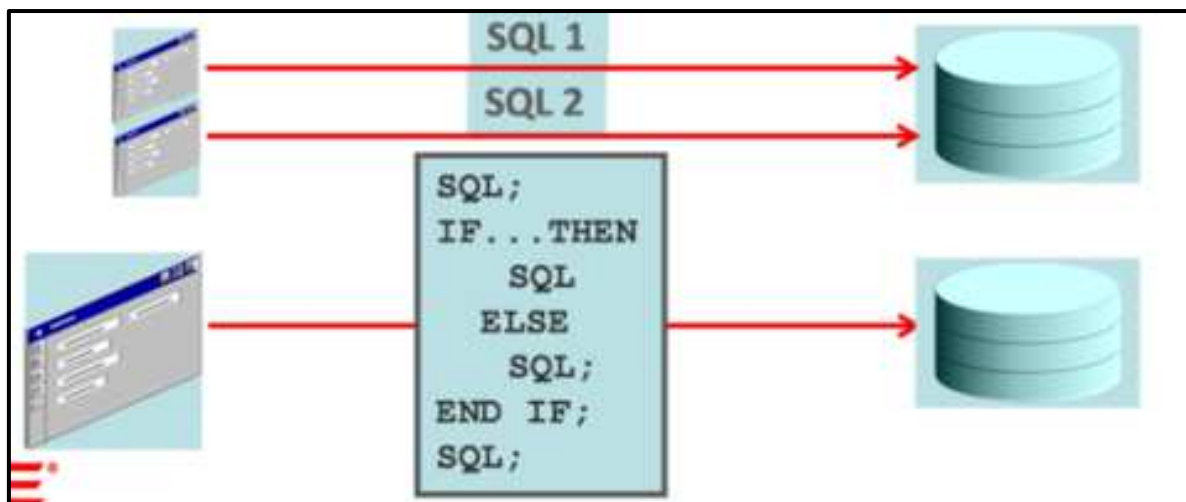 SQL 1
SQL 2
SQL;
IF...THEN
SQL
ELSE
SQL;
END IF;
SQL;